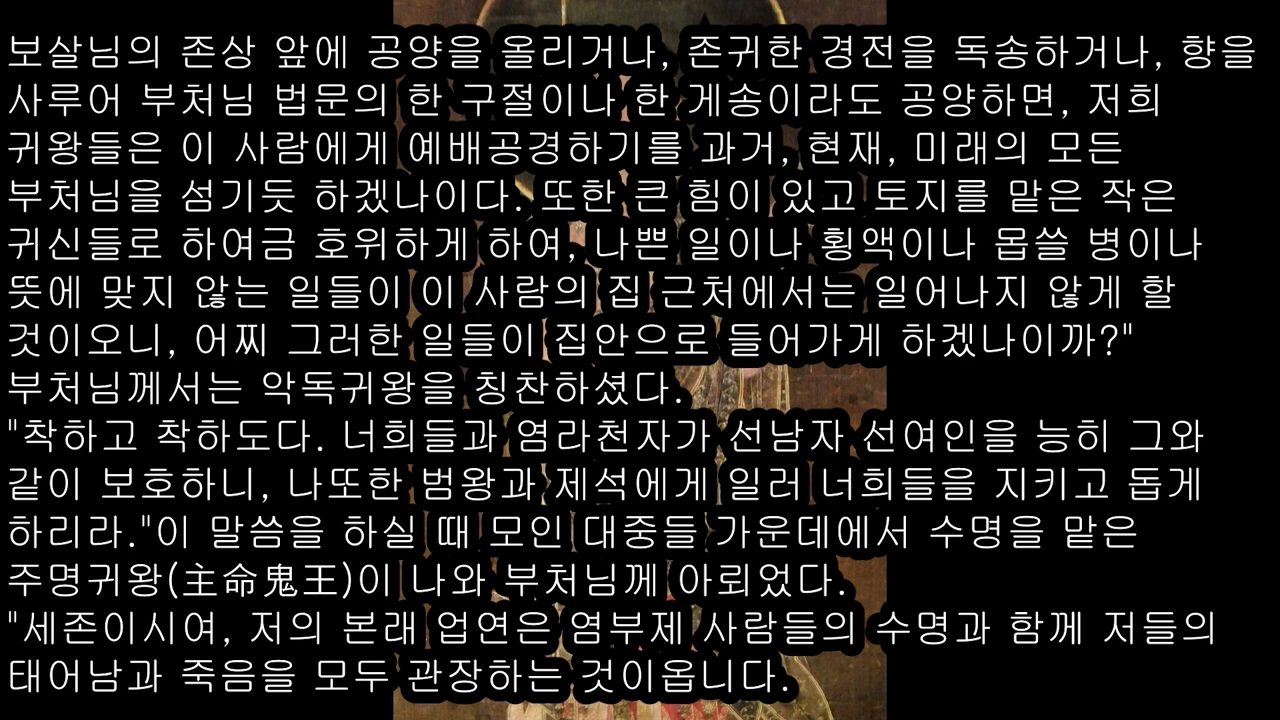 보살님의 존상 앞에 공양을 올리거나, 존귀한 경전을 독송하거나, 향을
사루어 부처님 법문의 한 구절이나 한 게송이라도 공양하면, 저희
귀왕들은 이 사람에게 예배공경하기를 과거, 현재, 미래의 모든
부처님을 섬기듯 하겠나이다. 또한 큰 힘이 있고 토지를 맡은 작은
귀신들로 하여금 호위하게 하여, 나쁜 일이나 횡액이나 몹쓸 병이나
뜻에 맞지 않는 일들이 이 사람의 집 근처에서는 일어나지 않게 할
것이오니, 어찌 그러한 일들이 집안으로 들어가게 하겠나이까?"
부처님께서는 악독귀왕을 칭찬하셨다.
"착하고 착하도다. 너희들과 염라천자가 선남자 선여인을 능히 그와
같이 보호하니, 나또한 범왕과 제석에게 일러 너희들을 지키고 돕게
하리라."이 말씀을 하실 때 모인 대중들 가운데에서 수명을 맡은
주명귀왕(主命鬼王)이 나와 부처님께 아뢰었다.
"세존이시여, 저의 본래 업연은 염부제 사람들의 수명과 함께 저들의
태어남과 죽음을 모두 관장하는 것이옵니다.